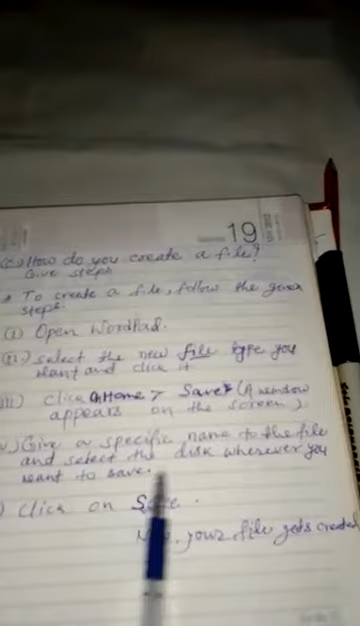 19
(c) How do you create a file?
Give steps
To create a file, follow the given
steps.
(i) Open WordPad.
(ii) Select the new file type you
want and click it
iii) Click on Home > Save (A window
appears on the screen)
v) Give a specific name to the file
and select the disk wherever you
want to save.
) Click on Save.
your file gets created